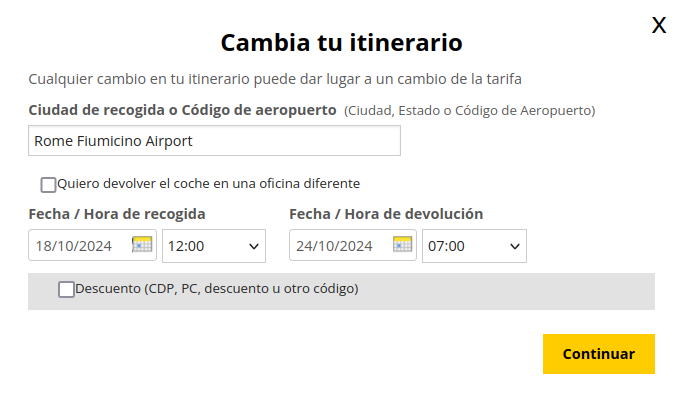 X
Cambia tu itinerario
Cualquier cambio en tu itinerario puede dar lugar a un cambio de la tarifa
Ciudad de recogida o Código de aeropuerto (Ciudad, Estado o Código de Aeropuerto)
Rome Fiumicino Airport
Quiero devolver el coche en una oficina diferente
Fecha / Hora de recogida Fecha / Hora de devolución
18/10/2024 12:00 24/10/2024 07:00
Descuento (CDP, PC, descuento u otro código)
Continuar